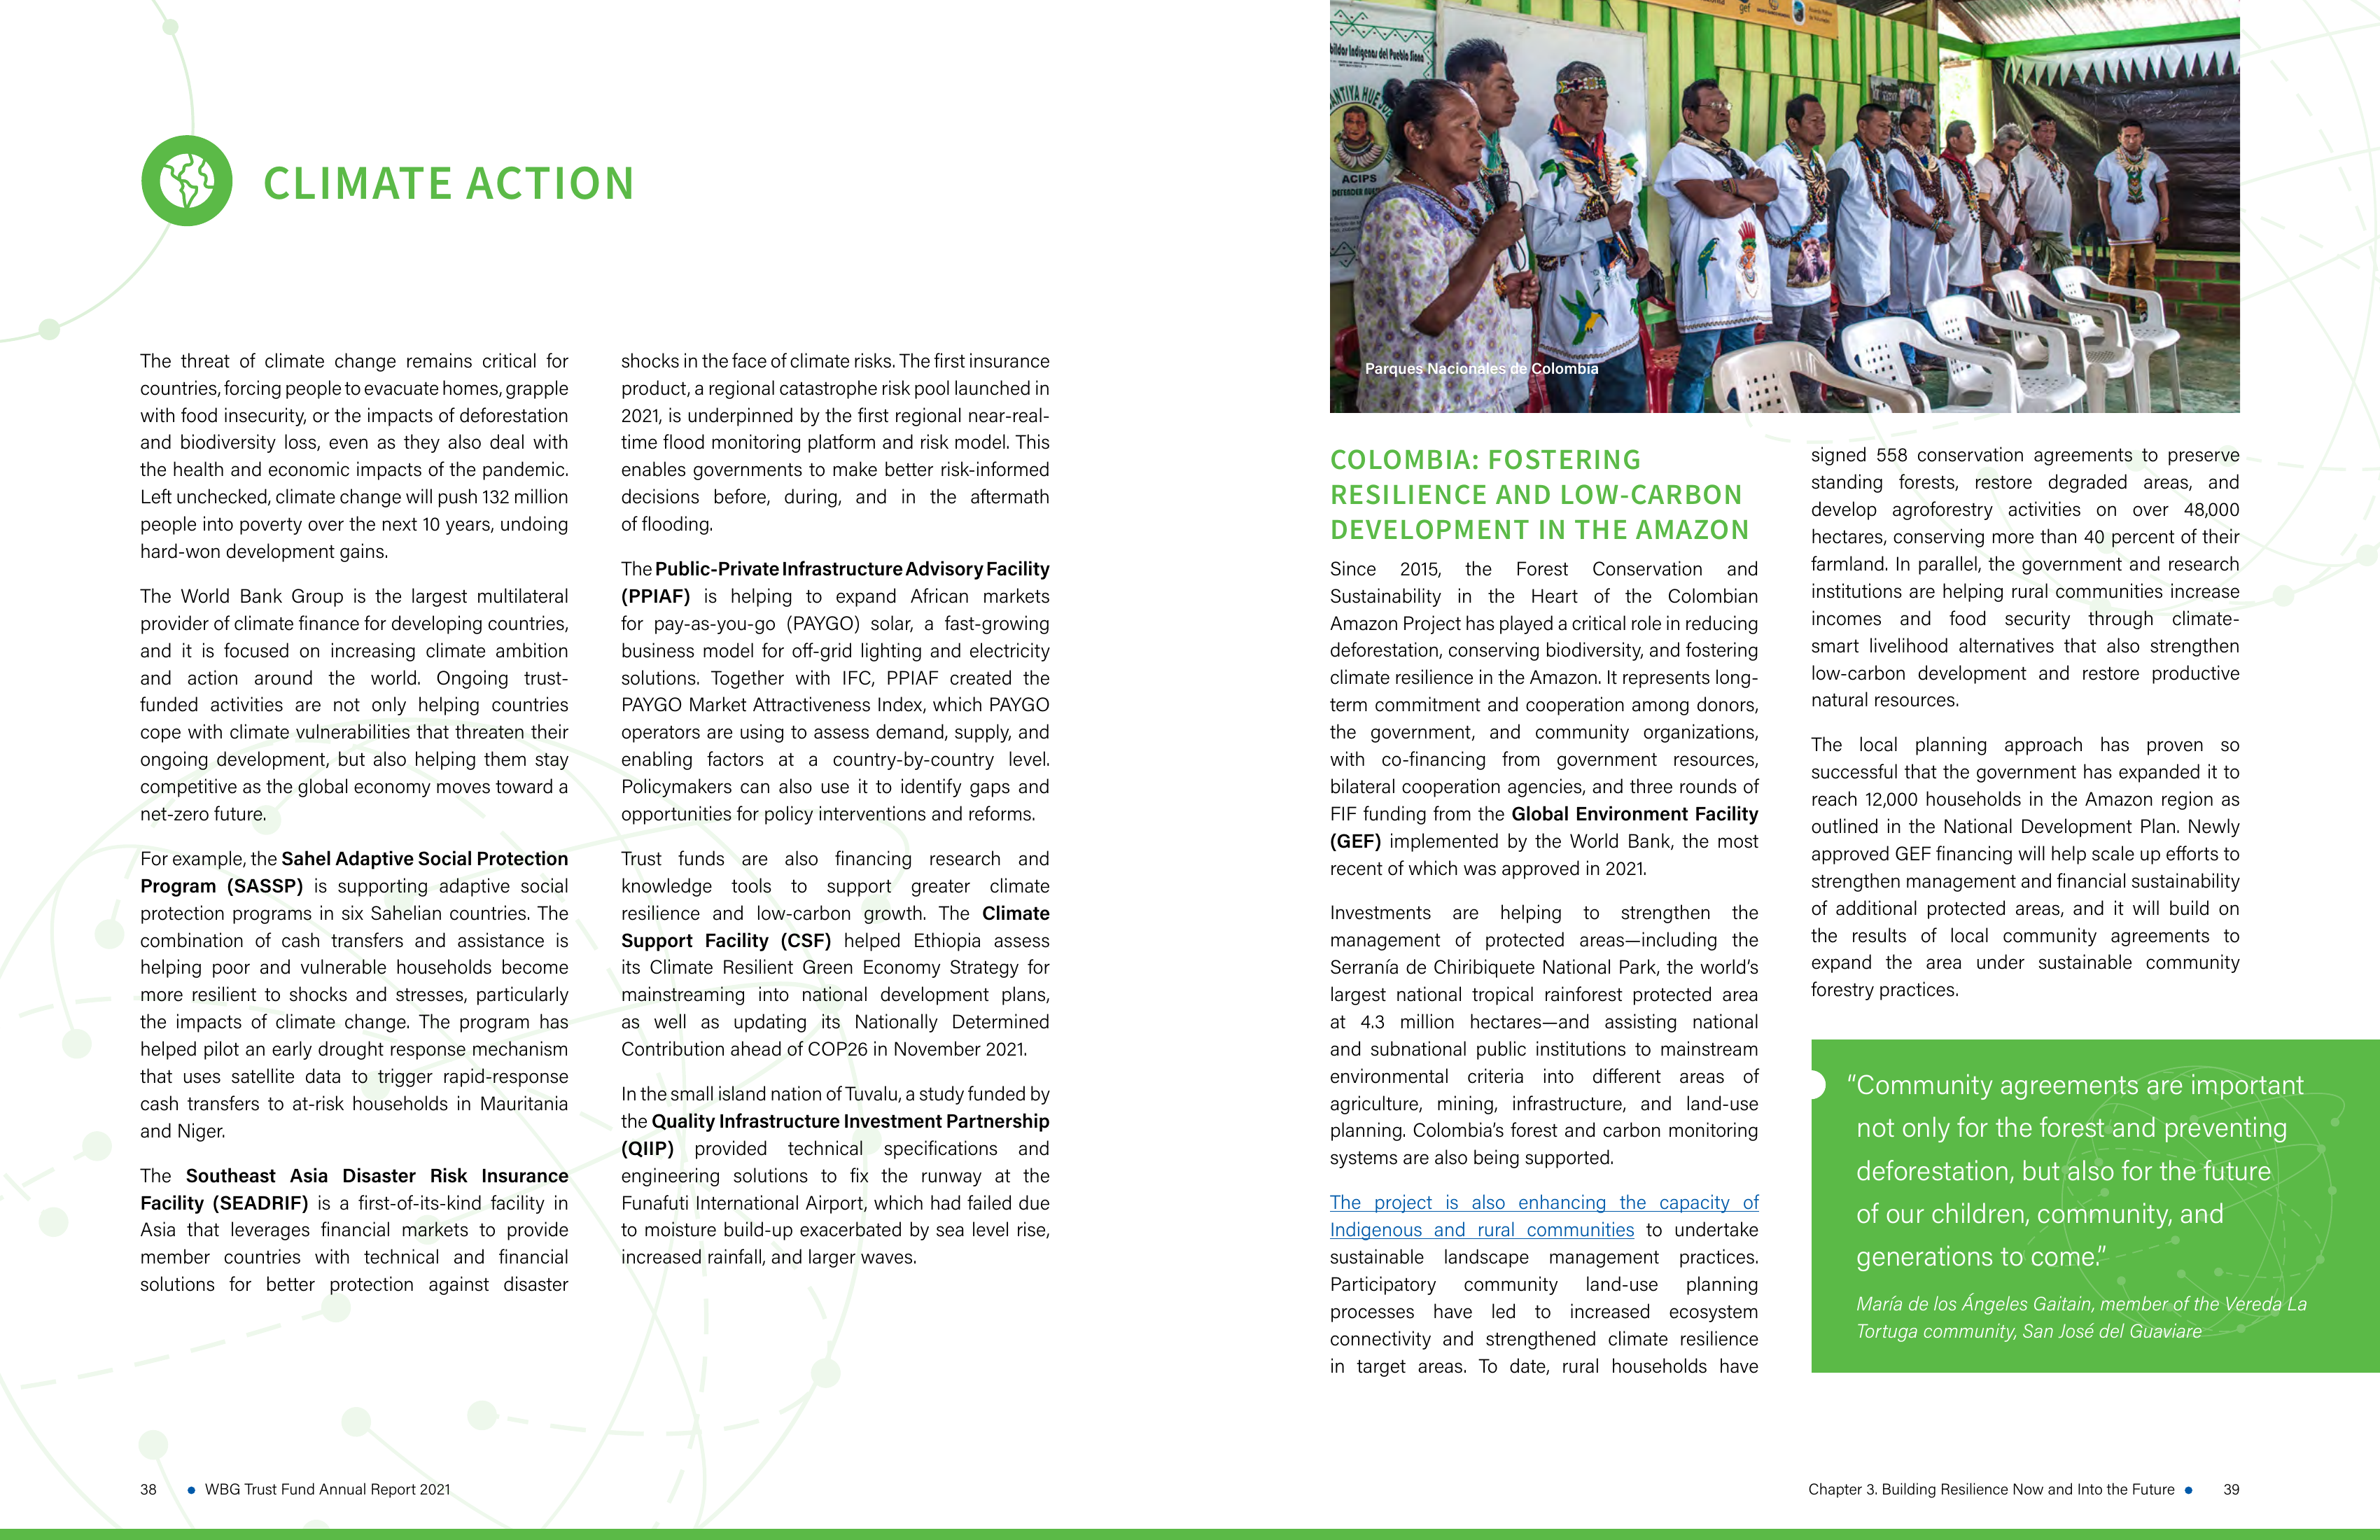 CLIMATE ACTION
The threat of climate change remains critical for
countries, forcing people to evacuate homes, grapple
with food insecurity, or the impacts of deforestation
and biodiversity loss, even as they also deal with
the health and economic impacts of the pandemic.
Left unchecked, climate change will push 132 million
people into poverty over the next 10 years, undoing
hard-won development gains.
The World Bank Group is the largest multilateral
provider of climate finance for developing countries,
and it is focused on increasing climate ambition
and action around the world. Ongoing trust-
funded activities are not only helping countries
cope with climate vulnerabilities that threaten their
ongoing development, but also helping them stay
competitive as the global economy moves toward a
net-zero future.
For example, the Sahel Adaptive Social Protection
Program (SASSP) is supporting adaptive social
protection programs in six Sahelian countries. The
combination of cash transfers and assistance is
helping poor and vulnerable households become
more resilient to shocks and stresses, particularly
the impacts of climate change. The program has
helped pilot an early drought response mechanism
that uses satellite data to trigger rapid-response
cash transfers to at-risk households in Mauritania
and Niger.
The Southeast Asia Disaster Risk Insurance
Facility (SEADRIF) is a first-of-its-kind facility in
Asia that leverages financial markets to provide
member countries with technical and financial
solutions for better protection against disaster
shocks in the face of climate risks. The first insurance
product, a regional catastrophe risk pool launched in
2021, is underpinned by the first regional near-real-
time flood monitoring platform and risk model. This
enables governments to make better risk-informed
decisions before, during, and in the aftermath
of flooding.
The Public-Private Infrastructure Advisory Facility
(PPIAF) is helping to expand African markets
for pay-as-you-go (PAYGO) solar, a fast-growing
business model for off-grid lighting and electricity
solutions. Together with IFC, PPIAF created the
PAYGO Market Attractiveness Index, which PAYGO
operators are using to assess demand, supply, and
enabling factors at a country-by-country level.
Policymakers can also use it to identify gaps and
opportunities for policy interventions and reforms.
Trust funds are also financing research and
knowledge tools to support greater climate
resilience and low-carbon growth. The Climate
Support Facility (CSF) helped Ethiopia assess
its Climate Resilient Green Economy Strategy for
mainstreaming into national development plans,
as well as updating its Nationally Determined
Contribution ahead of COP26 in November 2021.
In the small island nation of Tuvalu, a study funded by
the Quality Infrastructure Investment Partnership
(QIIP) provided technical specifications and
engineering solutions to fix the runway at the
Funafuti International Airport, which had failed due
to moisture build-up exacerbated by sea level rise,
increased rainfall, and larger waves.
38 • WBG Trust Fund Annual Report 2021
gef
Indígenas del Pueblo Siona
ACIPS
Parques Nacionales de Colombia
COLOMBIA: FOSTERING
RESILIENCE AND LOW-CARBON
DEVELOPMENT IN THE AMAZON
Since 2015, the Forest Conservation and
Sustainability in the Heart of the Colombian
Amazon Project has played a critical role in reducing
deforestation, conserving biodiversity, and fostering
climate resilience in the Amazon. It represents long-
term commitment and cooperation among donors,
the government, and community organizations,
with co-financing from government resources,
bilateral cooperation agencies, and three rounds of
FIF funding from the Global Environment Facility
(GEF) implemented by the World Bank, the most
recent of which was approved in 2021.
Investments are helping to strengthen the
management of protected areas—including the
Serranía de Chiribiquete National Park, the world's
largest national tropical rainforest protected area
at 4.3 million hectares—and assisting national
and subnational public institutions to mainstream
environmental criteria into different areas of
agriculture, mining, infrastructure, and land-use
planning. Colombia's forest and carbon monitoring
systems are also being supported.
The project is also enhancing the capacity of
Indigenous and rural communities to undertake
sustainable landscape management practices.
Participatory community land-use planning
processes have led to increased ecosystem
connectivity and strengthened climate resilience
in target areas. To date, rural households have
signed 558 conservation agreements to preserve
standing forests, restore degraded areas, and
develop agroforestry activities on over 48,000
hectares, conserving more than 40 percent of their
farmland. In parallel, the government and research
institutions are helping rural communities increase
incomes and food security through climate-
smart livelihood alternatives that also strengthen
low-carbon development and restore productive
natural resources.
The local planning approach has proven so
successful that the government has expanded it to
reach 12,000 households in the Amazon region as
outlined in the National Development Plan. Newly
approved GEF financing will help scale up efforts to
strengthen management and financial sustainability
of additional protected areas, and it will build on
the results of local community agreements to
expand the area under sustainable community
forestry practices.
"Community agreements are important
not only for the forest and preventing
deforestation, but also for the future
of our children, community, and
generations to come."
María de los Ángeles Gaitain, member of the Vereda La
Tortuga community, San José del Guaviare
Chapter 3. Building Resilience Now and Into the Future • 39